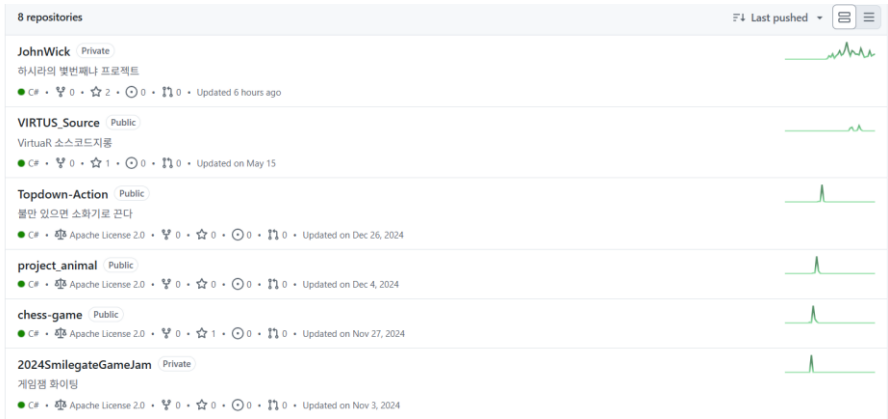 8 repositories
Last pushed
JohnWick Private
하시라의 몇번째냐 프로젝트
C# • 0 • 2 • 0 • 0 • Updated 6 hours ago
VIRTUS_Source Public
VirtuaR 소스코드지롱
C# • 0 • 1 • 0 • 0 • Updated on May 15
Topdown-Action Public
불만 있으면 소화기로 끈다
C# • Apache License 2.0 • 0 • 0 • 0 • 0 • Updated on Dec 26, 2024
project_animal Public
C# • Apache License 2.0 • 0 • 0 • 0 • 0 • Updated on Dec 4, 2024
chess-game Public
C# • Apache License 2.0 • 0 • 1 • 0 • 0 • Updated on Nov 27, 2024
2024SmilegateGameJam Private
게임잼 화이팅
C# • Apache License 2.0 • 0 • 0 • 0 • 0 • Updated on Nov 3, 2024